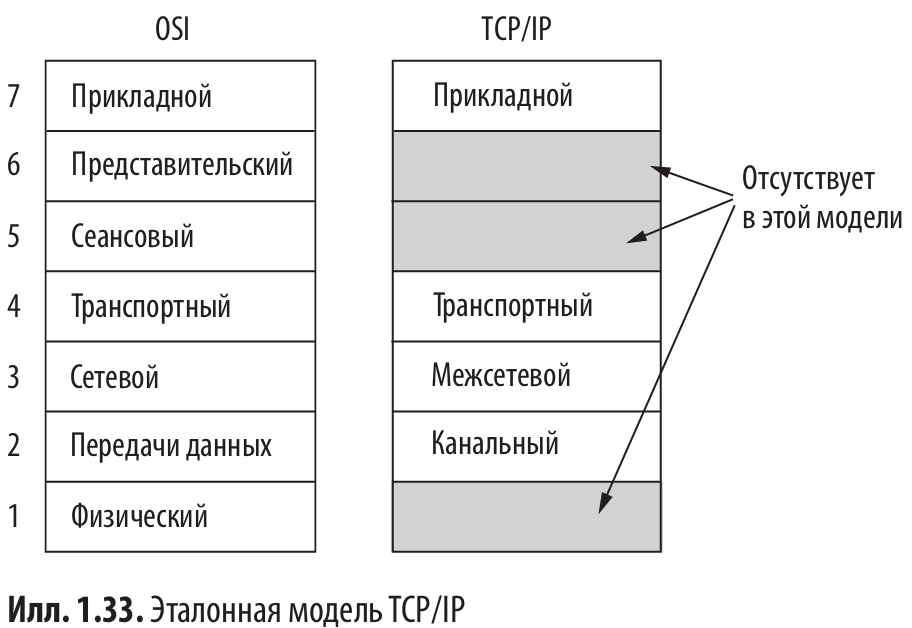 OSI TCP/IP
7 Прикладной Прикладной
6 Представительский
5 Сеансовый
Отсутствует
в этой модели
4 Транспортный Транспортный
3 Сетевой Межсетевой
2 Передачи данных Канальный
1 Физический
Илл. 1.33. Эталонная модель TCP/IP